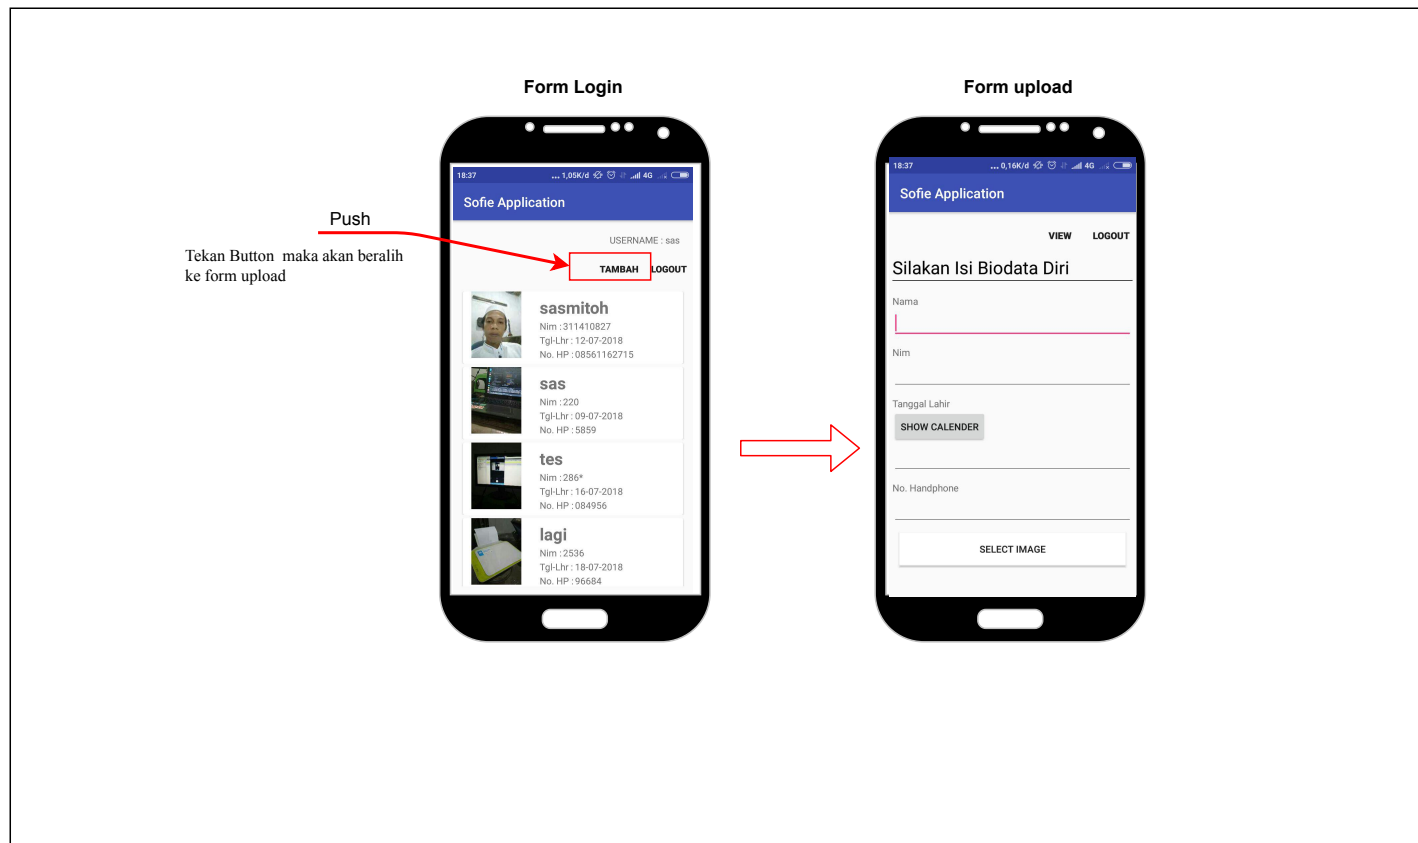 Form Login
Form upload
18:37 ... 1,05K/d 4G
Sofie Application
Push
Tekan Button maka akan beralih
ke form upload
USERNAME : sas
TAMBAH LOGOUT
sasmitoh
Nim : 311410827
Tgl-Lhr : 12-07-2018
No. HP : 08561162715
sas
Nim : 220
Tgl-Lhr : 09-07-2018
No. HP : 5859
tes
Nim : 286*
Tgl-Lhr : 16-07-2018
No. HP : 084956
lagi
Nim : 2536
Tgl-Lhr : 18-07-2018
No. HP : 96684
18:37 ... 0,16K/d 4G
Sofie Application
VIEW LOGOUT
Silakan Isi Biodata Diri
Nama
Nim
Tanggal Lahir
SHOW CALENDER
No. Handphone
SELECT IMAGE